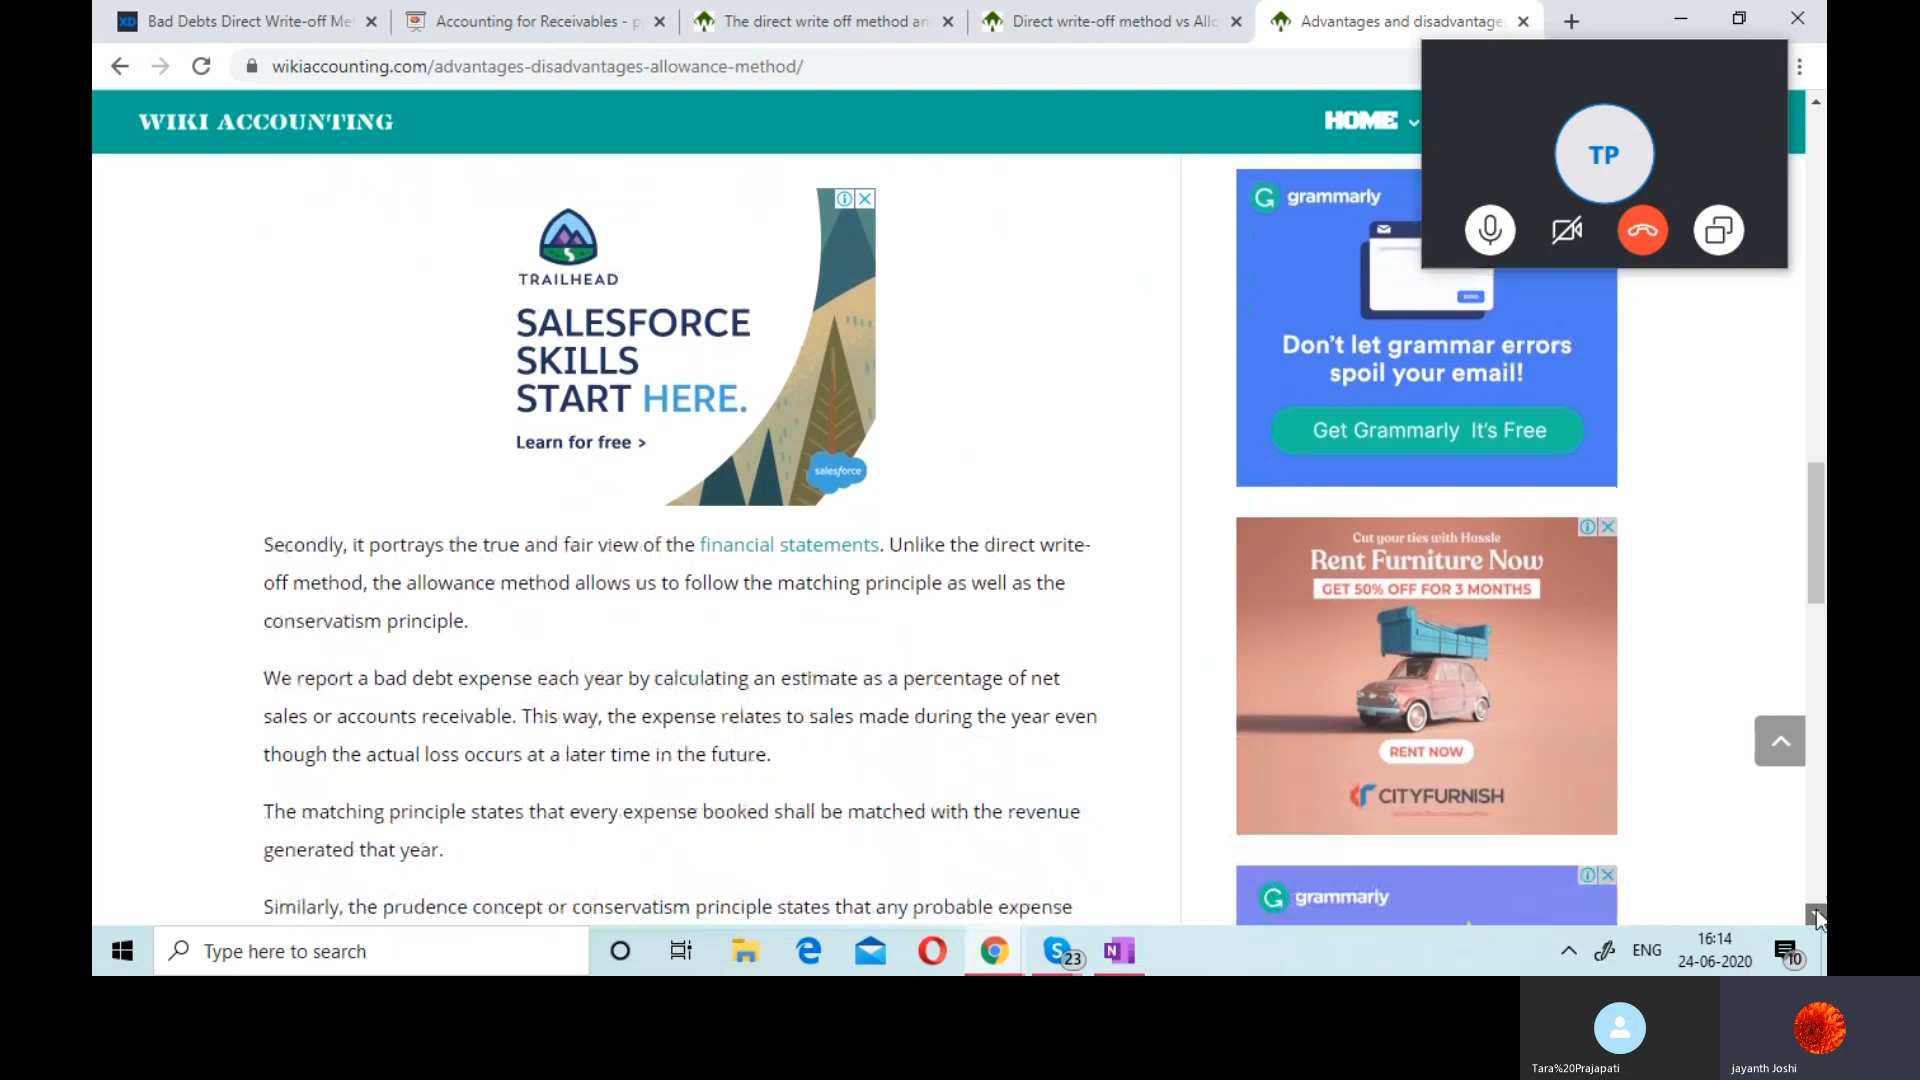 Bad Debts Direct Write-off Me
Accounting for Receivables - p
The direct write off method an
Direct write-off method vs Allo
Advantages and disadvantage
wikiaccounting.com/advantages-disadvantages-allowance-method/
WIKI ACCOUNTING
HOME
TP
TRAILHEAD
SALESFORCE
SKILLS
START HERE.
Learn for free >
salesforce
grammarly
SEND
Don't let grammar errors
spoil your email!
Get Grammarly It's Free
Secondly, it portrays the true and fair view of the financial statements. Unlike the direct write-
off method, the allowance method allows us to follow the matching principle as well as the
conservatism principle.
We report a bad debt expense each year by calculating an estimate as a percentage of net
sales or accounts receivable. This way, the expense relates to sales made during the year even
though the actual loss occurs at a later time in the future.
The matching principle states that every expense booked shall be matched with the revenue
generated that year.
Similarly, the prudence concept or conservatism principle states that any probable expense
Cut your ties with Hassle
Rent Furniture Now
GET 50% OFF FOR 3 MONTHS
RENT NOW
CITYFURNISH
grammarly
Type here to search
23
ENG
16:14
24-06-2020
10
Tara%20Prajapati
jayanth Joshi